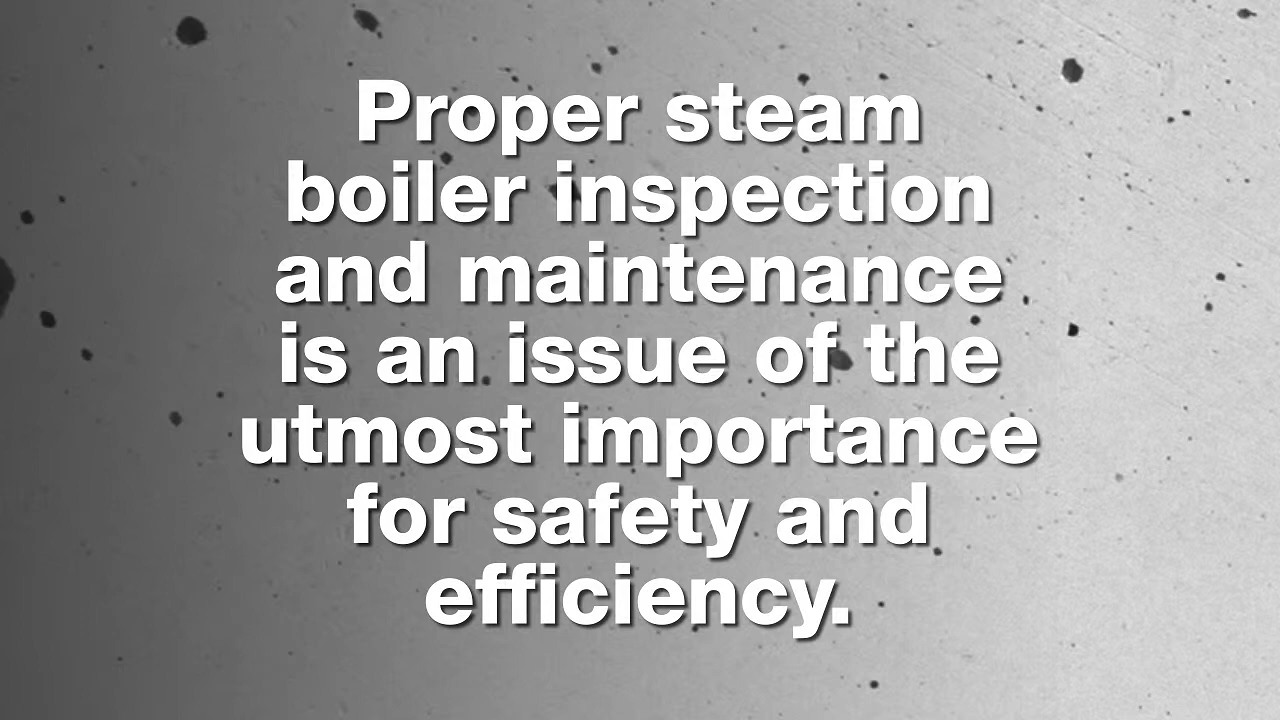 Proper steam
boiler inspection
and maintenance
is an issue of the
utmost importance
for safety and
efficiency.